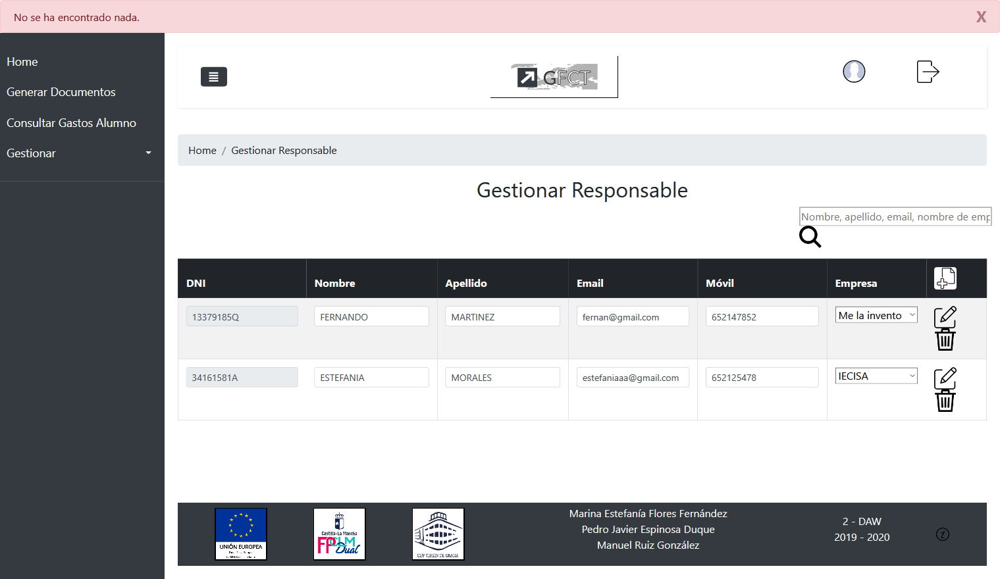 No se ha encontrado nada.
X
Home
Generar Documentos
Consultar Gastos Alumno
Gestionar
GFCT
Home / Gestionar Responsable
Gestionar Responsable
Nombre, apellido, email, nombre de emp
DNI Nombre Apellido Email Móvil Empresa
13379185Q FERNANDO MARTINEZ fernan@gmail.com 652147852 Me la invento
34161581A ESTEFANIA MORALES estefaniaaa@gmail.com 652125478 IECISA
UNIÓN EUROPEA
Castilla-La Mancha
FPCLM
Dual
CIFP VIRGEN DE GRACIA
Marina Estefanía Flores Fernández
Pedro Javier Espinosa Duque
Manuel Ruiz González
2 - DAW
2019 - 2020